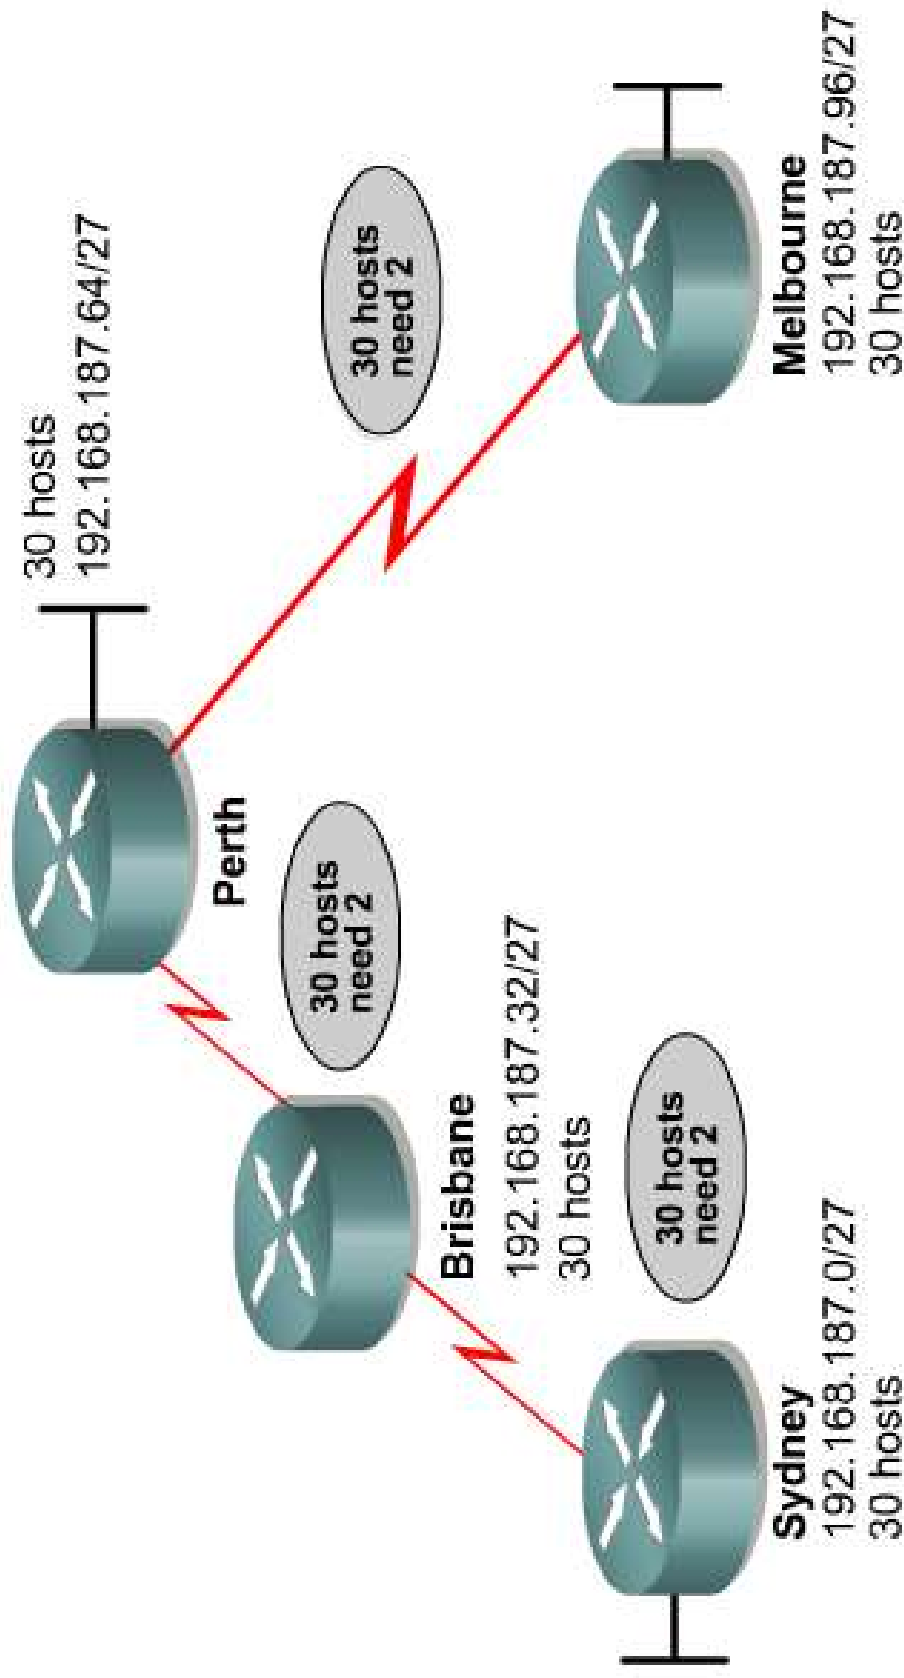 30 hosts
192.168.187.64/27
Perth
30 hosts
need 2
30 hosts
need 2
Brisbane
192.168.187.32/27
30 hosts
30 hosts
need 2
Sydney
192.168.187.0/27
30 hosts
Melbourne
192.168.187.96/27
30 hosts